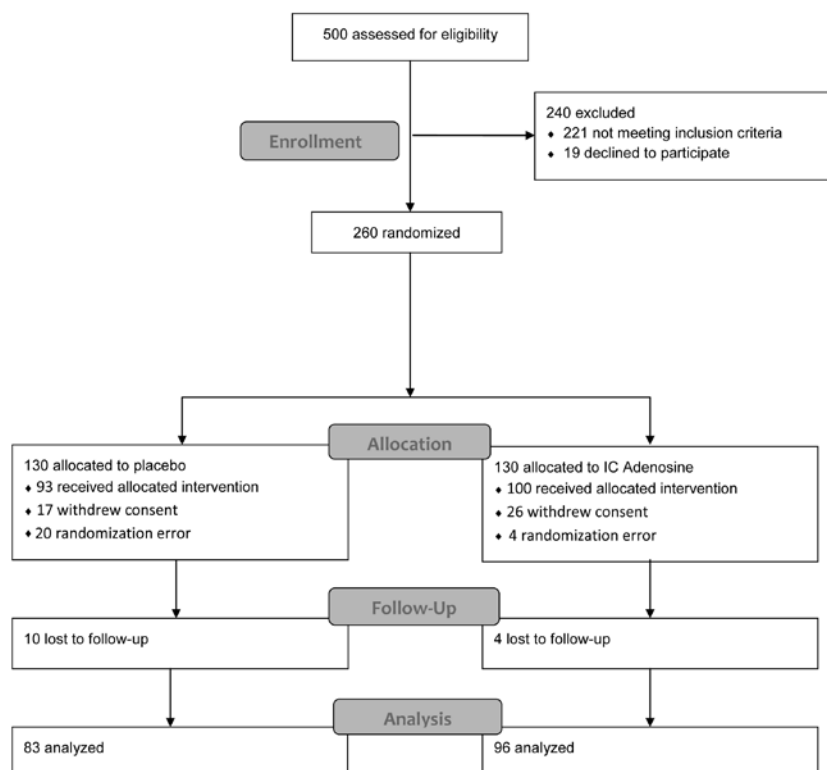 500 assessed for eligibility
240 excluded
♦ 221 not meeting inclusion criteria
♦ 19 declined to participate
Enrollment
260 randomized
Allocation
130 allocated to placebo
♦ 93 received allocated intervention
♦ 17 withdrew consent
♦ 20 randomization error
130 allocated to IC Adenosine
♦ 100 received allocated intervention
♦ 26 withdrew consent
♦ 4 randomization error
Follow-Up
10 lost to follow-up
4 lost to follow-up
Analysis
83 analyzed
96 analyzed